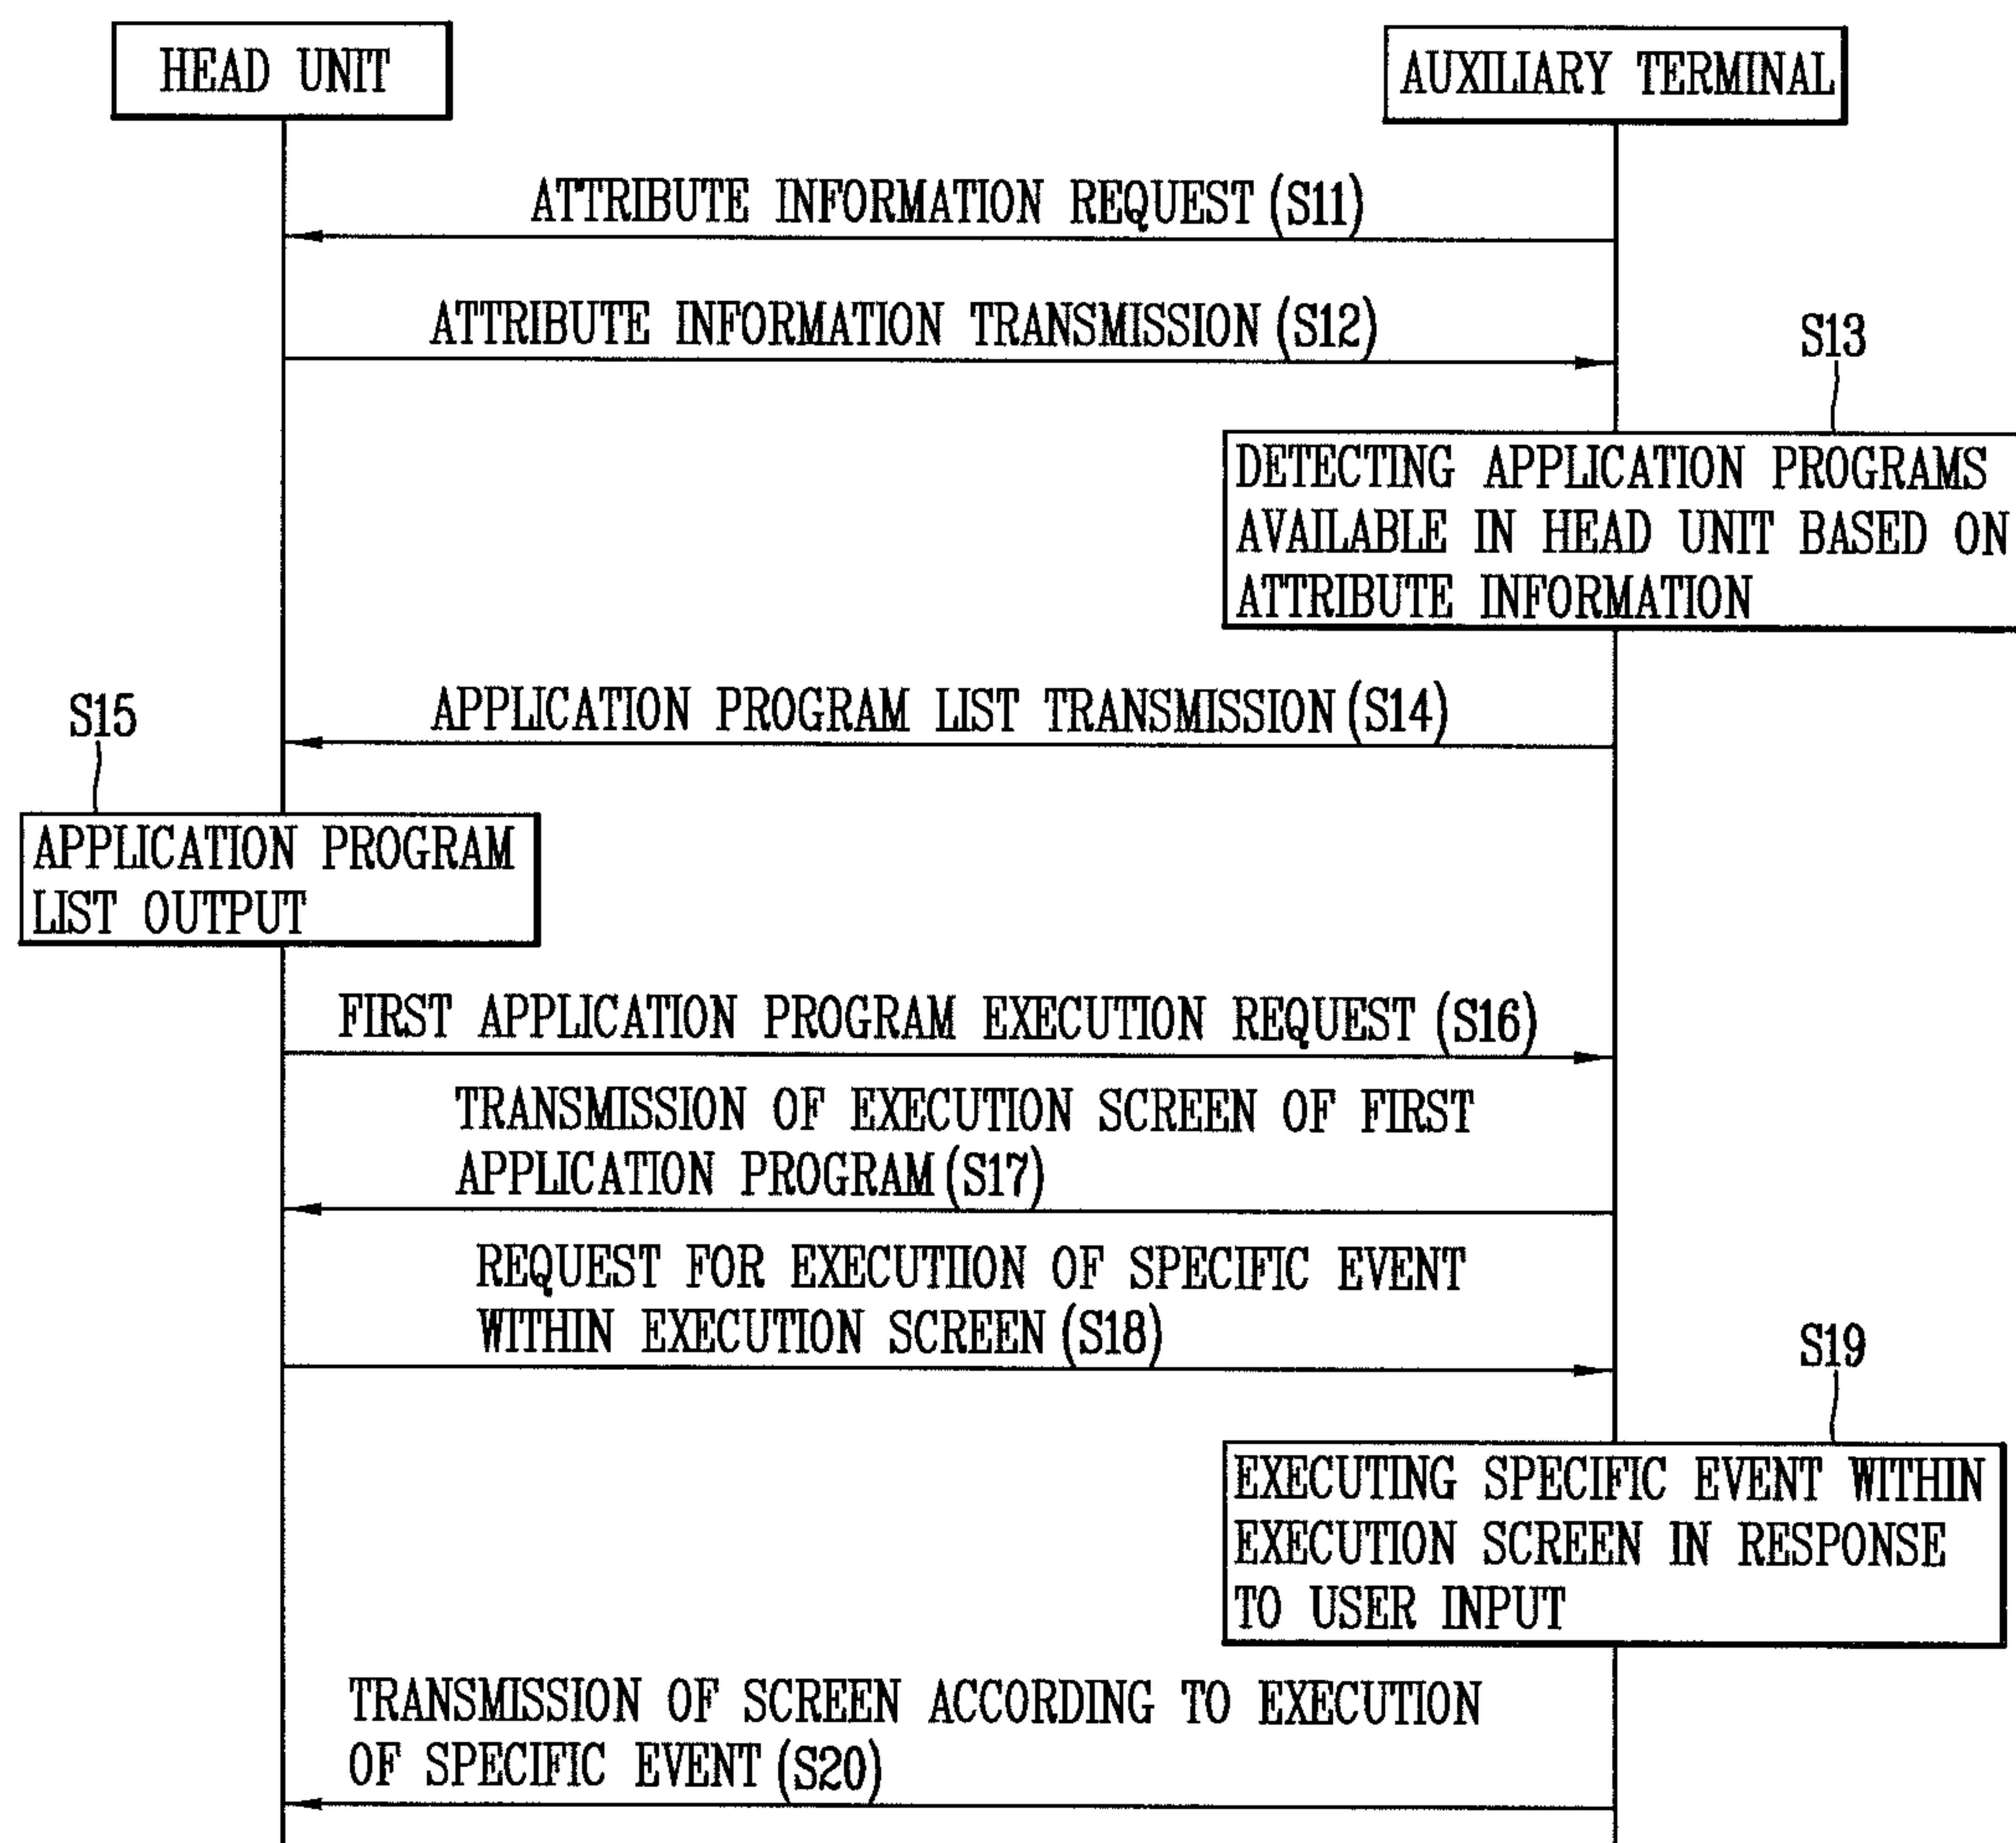 HEAD UNIT
AUXILIARY TERMINAL
ATTRIBUTE INFORMATION REQUEST (S11)
ATTRIBUTE INFORMATION TRANSMISSION (S12)
S13
DETECTING APPLICATION PROGRAMS
AVAILABLE IN HEAD UNIT BASED ON
ATTRIBUTE INFORMATION
APPLICATION PROGRAM LIST TRANSMISSION (S14)
S15
APPLICATION PROGRAM
LIST OUTPUT
FIRST APPLICATION PROGRAM EXECUTION REQUEST (S16)
TRANSMISSION OF EXECUTION SCREEN OF FIRST
APPLICATION PROGRAM (S17)
REQUEST FOR EXECUTIION OF SPECIFIC EVENT
WITHIN EXECUTION SCREEN (S18)
S19
EXECUTING SPECIFIC EVENT WITHIN
EXECUTION SCREEN IN RESPONSE
TO USER INPUT
TRANSMISSION OF SCREEN ACCORDING TO EXECUTION
OF SPECIFIC EVENT (S20)